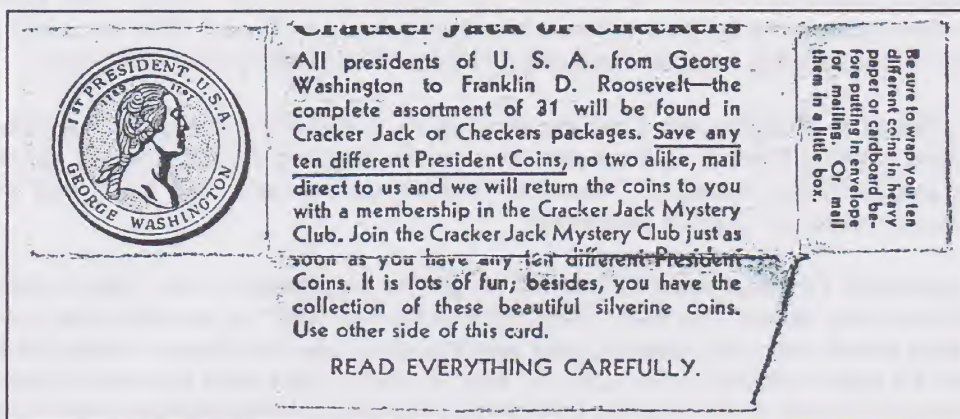 1ST PRESIDENT. U.S.A.
1789 1797
GEORGE WASHINGTON
Cracker Jack or Checkers
All presidents of U. S. A. from George
Washington to Franklin D. Roosevelt—the
complete assortment of 31 will be found in
Cracker Jack or Checkers packages. Save any
ten different President Coins, no two alike, mail
direct to us and we will return the coins to you
with a membership in the Cracker Jack Mystery
Club. Join the Cracker Jack Mystery Club just as
soon as you have any ten different President
Coins. It is lots of fun; besides, you have the
collection of these beautiful silverine coins.
Use other side of this card.
READ EVERYTHING CAREFULLY.
Be sure to wrap your ten
different coins in heavy
paper or cardboard be-
fore putting in envelope
for mailing. Or mail
them in a little box.